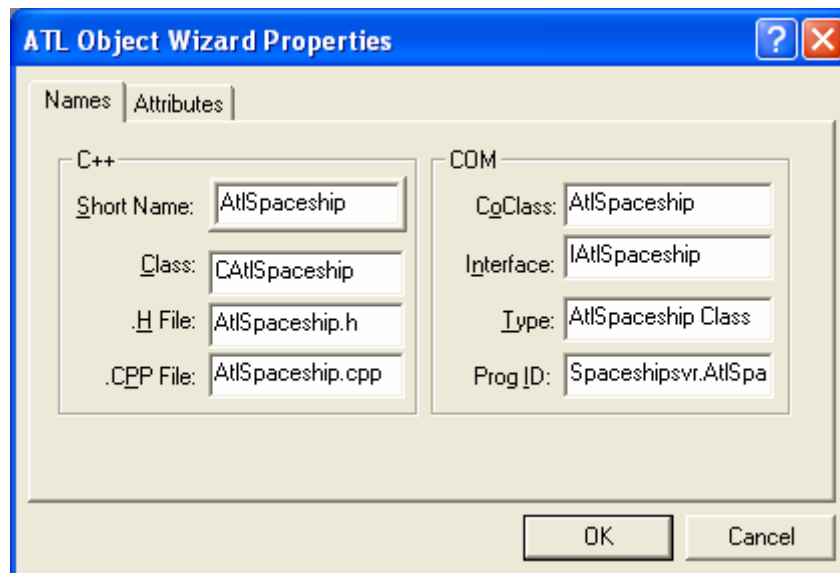 ATL Object Wizard Properties
Names
Attributes
C++
Short Name: AtlSpaceship
Class: CAtlSpaceship
.H File: AtlSpaceship.h
.CPP File: AtlSpaceship.cpp
COM
CoClass: AtlSpaceship
Interface: IAtlSpaceship
Type: AtlSpaceship Class
Prog ID: Spaceshipsvr.AtlSpa
OK
Cancel